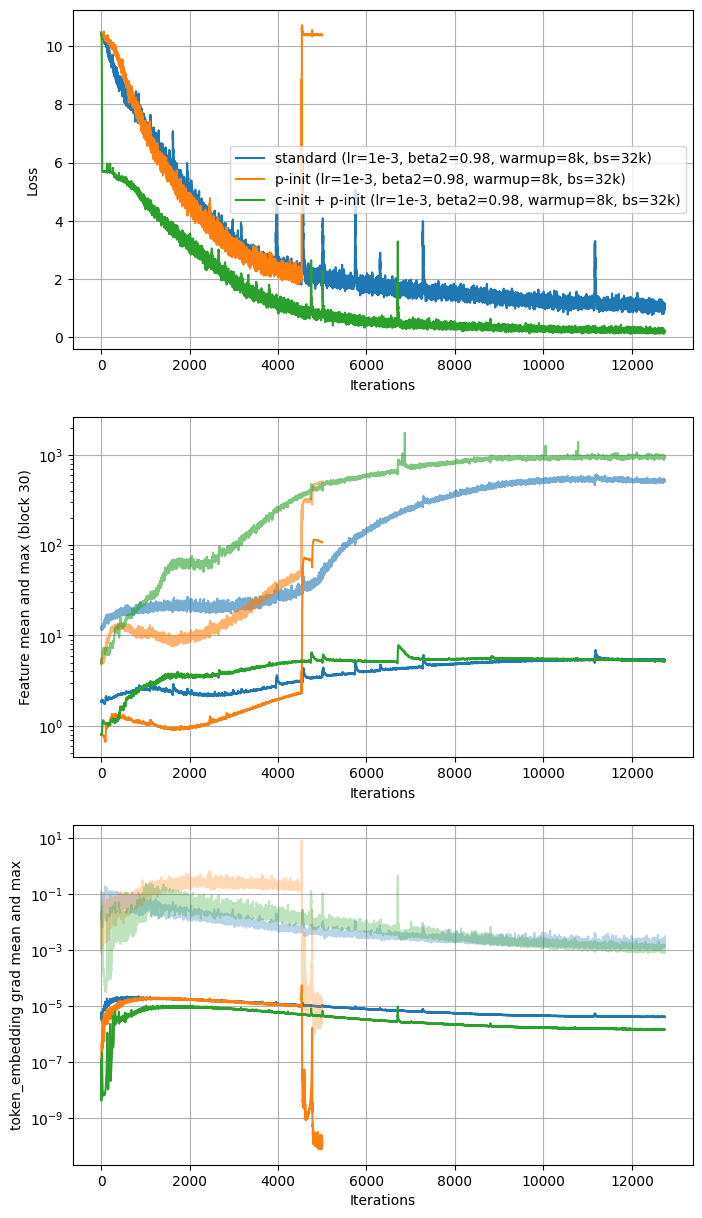 10
8
6
4
2
0
Loss
standard (lr=1e-3, beta2=0.98, warmup=8k, bs=32k)
p-init (lr=1e-3, beta2=0.98, warmup=8k, bs=32k)
c-init + p-init (lr=1e-3, beta2=0.98, warmup=8k, bs=32k)
0 2000 4000 6000 8000 10000 12000
Iterations
10³
10²
10¹
10⁰
Feature mean and max (block 30)
0 2000 4000 6000 8000 10000 12000
Iterations
10¹
10⁻¹
10⁻³
10⁻⁵
10⁻⁷
10⁻⁹
token_embedding grad mean and max
0 2000 4000 6000 8000 10000 12000
Iterations